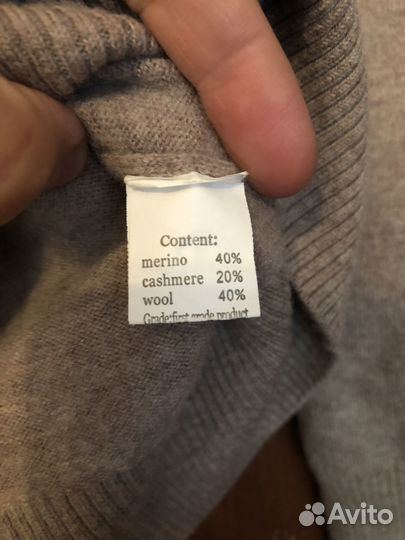 Content:
merino 40%
cashmere 20%
wool 40%
Grade:first grade product
Avito